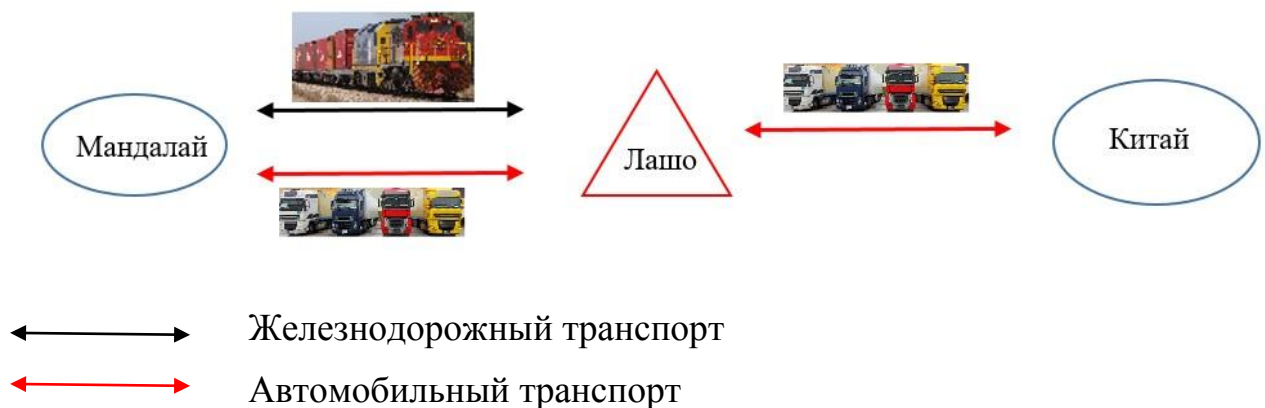 Мандалай
Лашо
Китай
Железнодорожный транспорт
Автомобильный транспорт